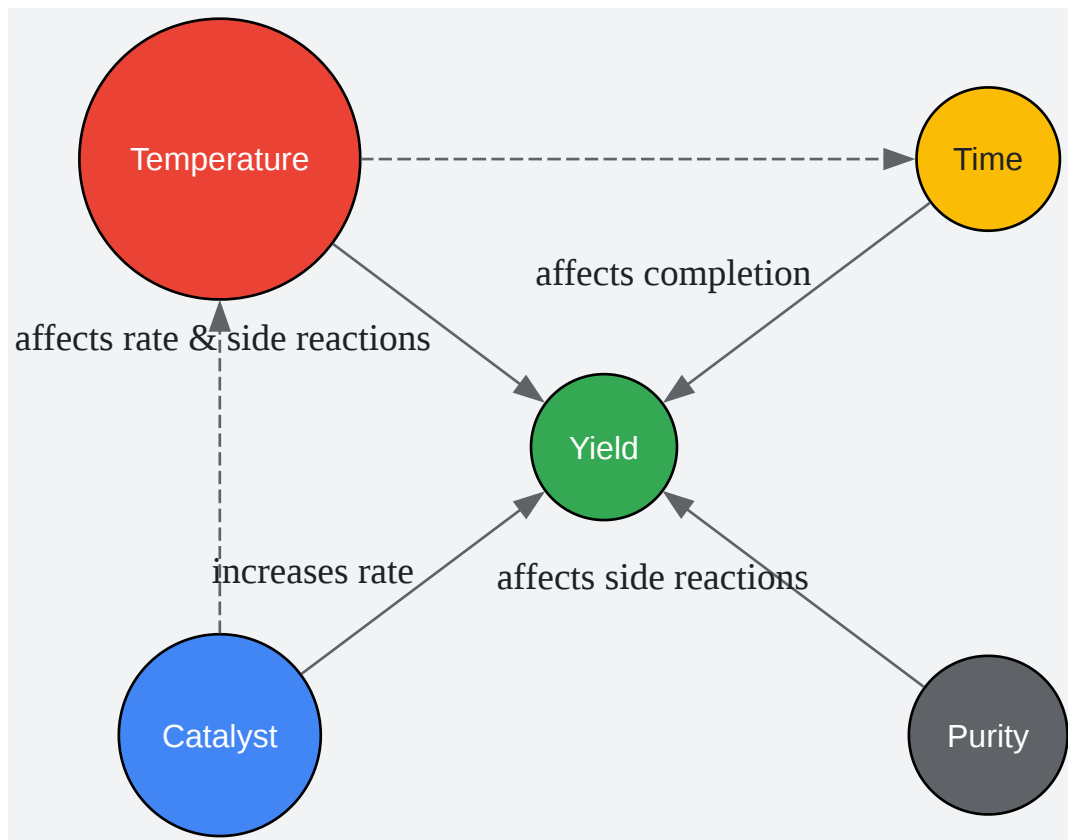 Temperature
Time
affects completion
affects rate & side reactions
Yield
increases rate
affects side reactions
Catalyst
Purity